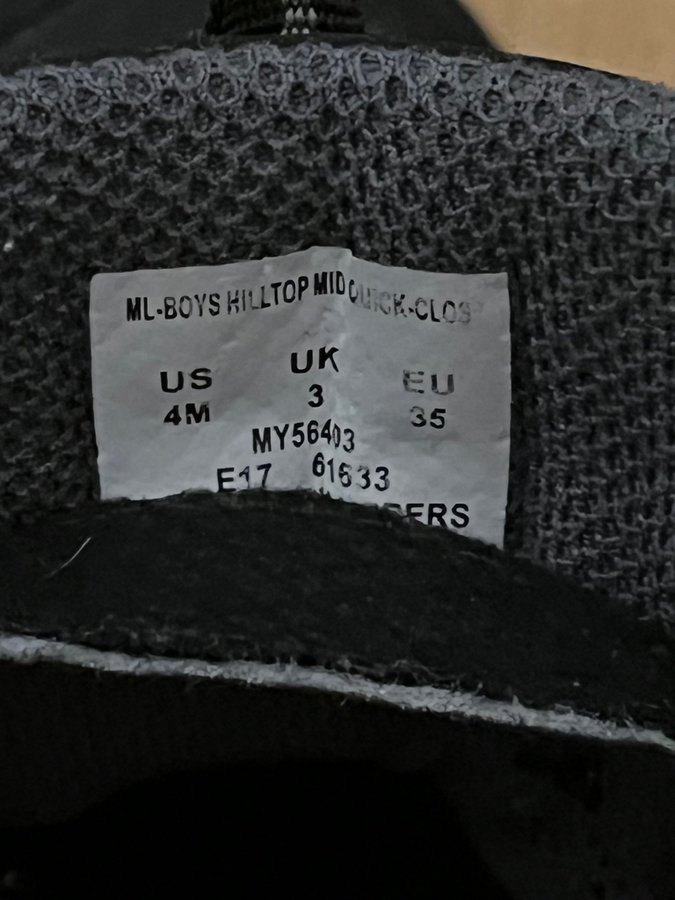 ML-BOYS HILLTOP MID QUICK-CLOS
US UK EU
4M 3 35
MY56403
E17 61633